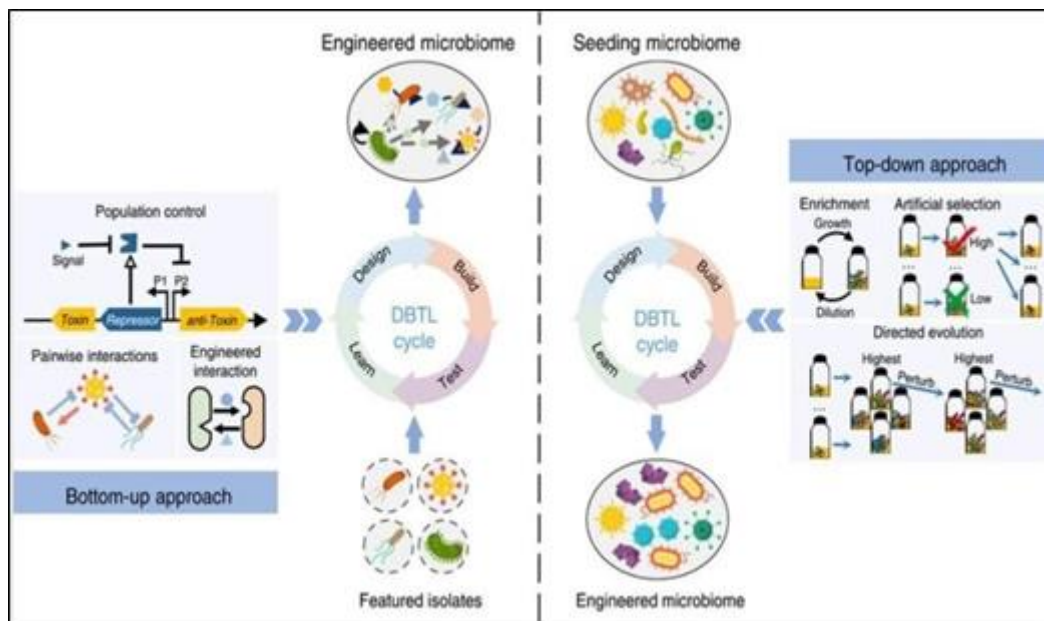 Engineered microbiome
Population control
Signal
P1
P2
Toxin
Repressor
anti-Toxin
Pairwise interactions
Engineered
interaction
Bottom-up approach
Design
Build
Test
Learn
DBTL
cycle
Featured isolates
Seeding microbiome
Design
Build
Test
Learn
DBTL
cycle
Engineered microbiome
Top-down approach
Enrichment
Growth
Dilution
Artificial selection
High
...
...
...
Low
Directed evolution
Highest
Highest
Perturb
Perturb
...